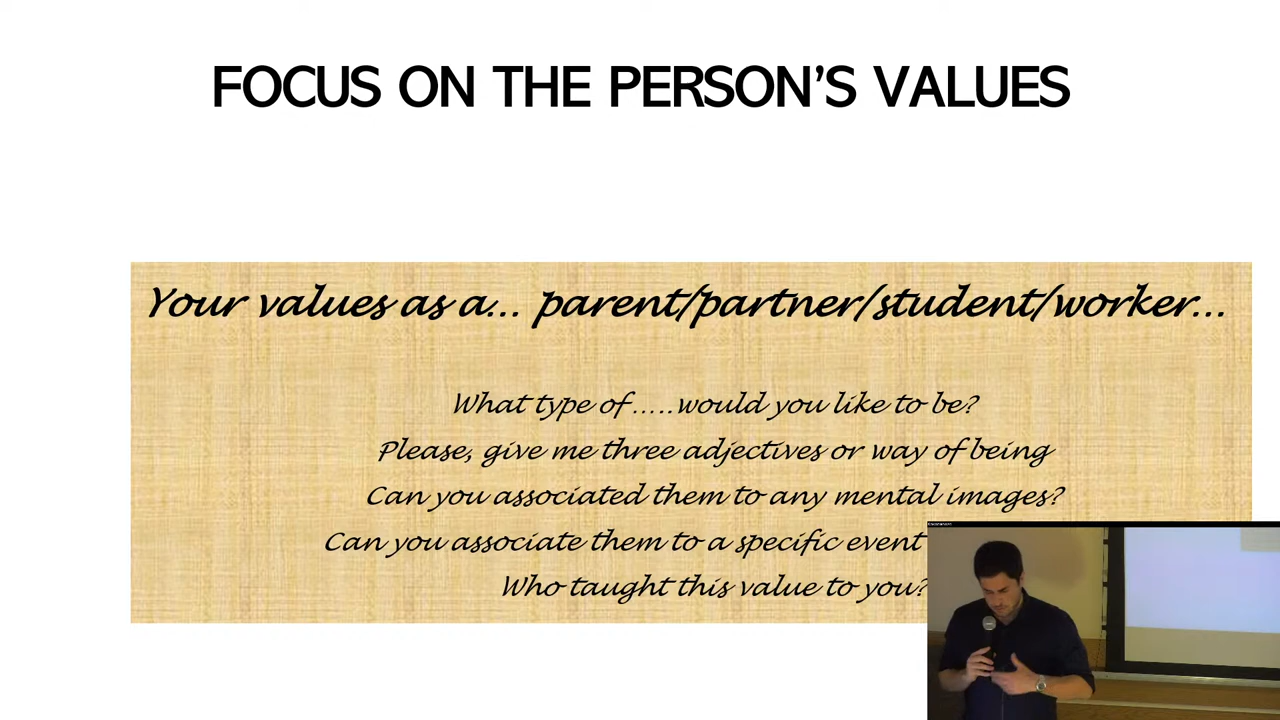 FOCUS ON THE PERSON’S VALUES
Your values as a... parent/partner/student/worker...
What type of.....would you like to be?
Please, give me three adjectives or way of being
Can you associated them to any mental images?
Can you associate them to a specific event
Who taught this value to you?